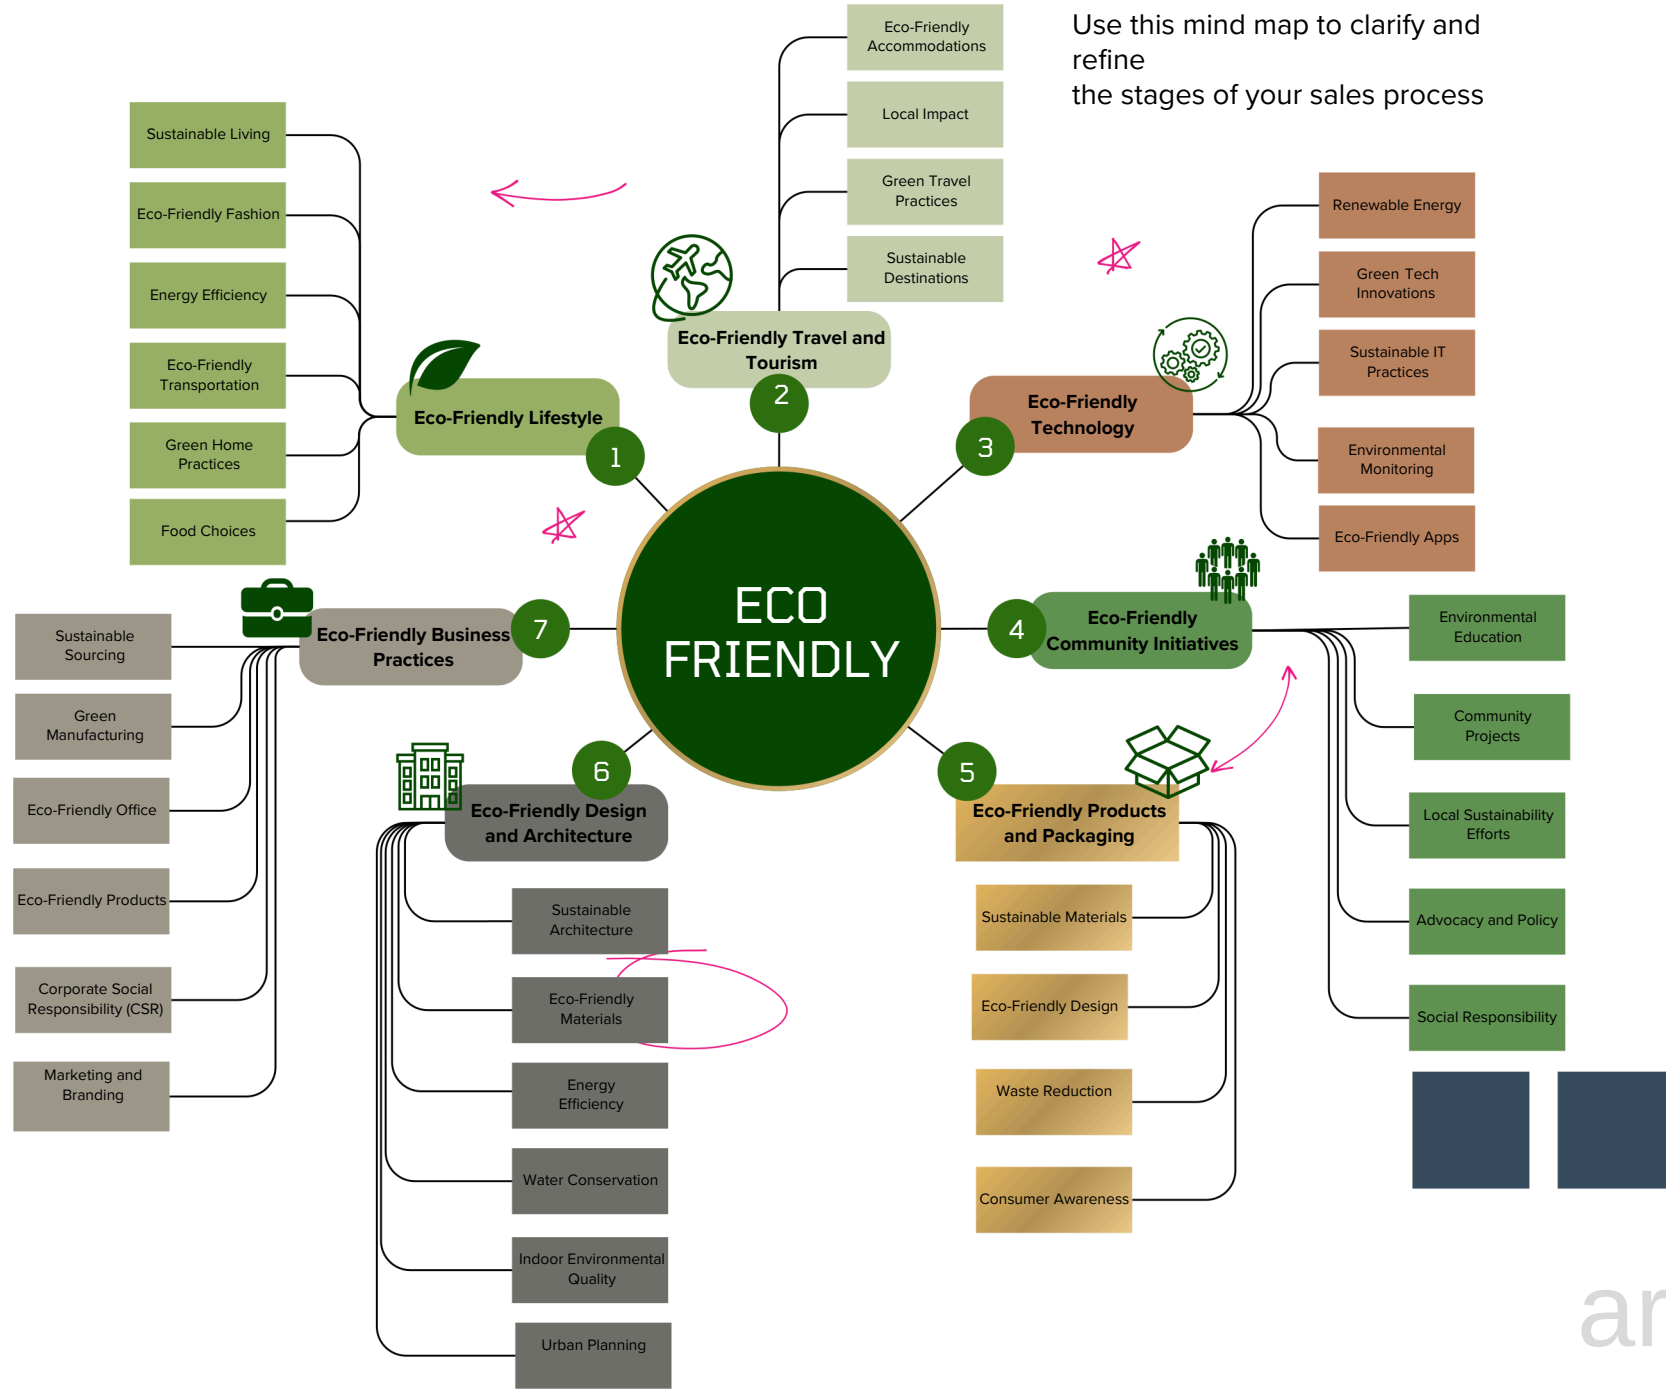 Use this mind map to clarify and
refine
the stages of your sales process
ECO
FRIENDLY
1
Eco-Friendly Lifestyle
Sustainable Living
Eco-Friendly Fashion
Energy Efficiency
Eco-Friendly
Transportation
Green Home
Practices
Food Choices
2
Eco-Friendly Travel and
Tourism
Eco-Friendly
Accommodations
Local Impact
Green Travel
Practices
Sustainable
Destinations
3
Eco-Friendly
Technology
Renewable Energy
Green Tech
Innovations
Sustainable IT
Practices
Environmental
Monitoring
Eco-Friendly Apps
4
Eco-Friendly
Community Initiatives
Environmental
Education
Community
Projects
Local Sustainability
Efforts
Advocacy and Policy
Social Responsibility
5
Eco-Friendly Products
and Packaging
Sustainable Materials
Eco-Friendly Design
Waste Reduction
Consumer Awareness
6
Eco-Friendly Design
and Architecture
Sustainable
Architecture
Eco-Friendly
Materials
Energy
Efficiency
Water Conservation
Indoor Environmental
Quality
Urban Planning
7
Eco-Friendly Business
Practices
Sustainable
Sourcing
Green
Manufacturing
Eco-Friendly Office
Eco-Friendly Products
Corporate Social
Responsibility (CSR)
Marketing and
Branding
ar